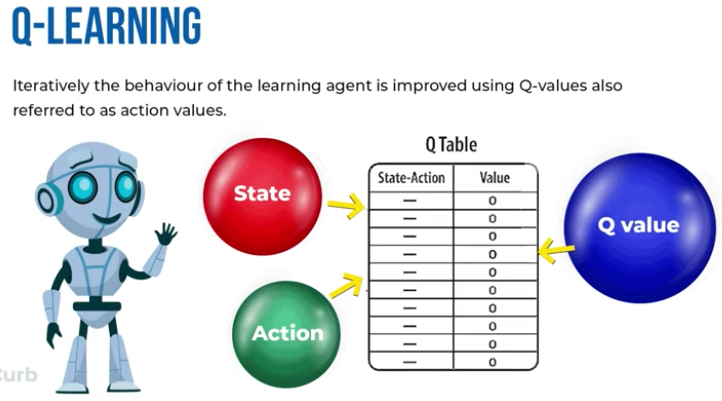 Q-LEARNING
Iteratively the behaviour of the learning agent is improved using Q-values also
referred to as action values.
Q Table
State-Action Value
— 0
— 0
— 0
— 0
— 0
— 0
— 0
— 0
— 0
— 0
State
Action
Q value